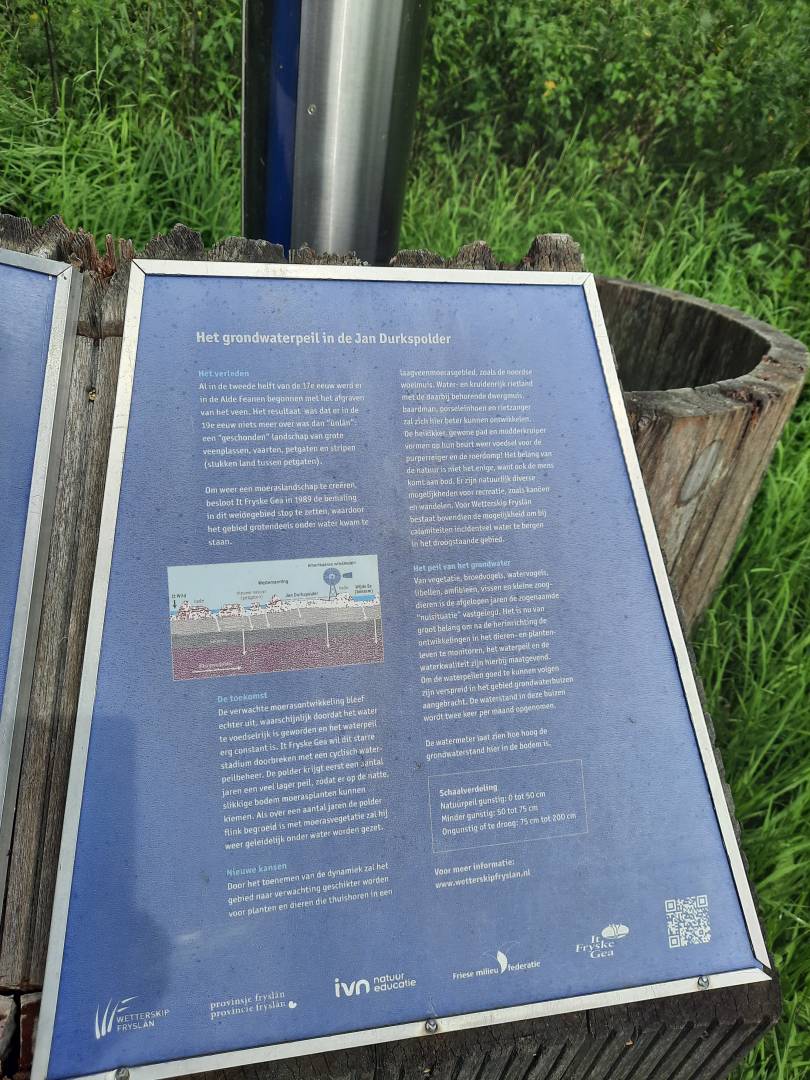 Het grondwaterpeil in de Jan Durkspolder
Het verleden
Al in de tweede helft van de 17e eeuw werd er
in de Alde Feanen begonnen met het afgraven
van het veen. Het resultaat was dat er in de
19e eeuw niets meer over was dan "ûnlân",
een "geschonden" landschap van grote
veenplassen, vaarten, petgaten en stripen
(stukken land tussen petgaten).
Om weer een moeraslandschap te creëren,
besloot It Fryske Gea in 1989 de bemaling
in dit weidegebied stop te zetten, waardoor
het gebied grotendeels onder water kwam te
staan.
It Wiid
kade
Westersanning
(petgaten)
Jan Durkspolder
Amerikaanse windmotor
kade
Wijde Ee
(boezem)
De toekomst
De verwachte moerasontwikkeling bleef
echter uit, waarschijnlijk doordat het water
te voedselrijk is geworden en het waterpeil
erg constant is. It Fryske Gea wil dit starre
stadium doorbreken met een cyclisch water-
peilbeheer. De polder krijgt eerst een aantal
jaren een veel lager peil, zodat er op de natte,
slikkige bodem moerasplanten kunnen
kiemen. Als over een aantal jaren de polder
flink begroeid is met moerasvegetatie zal hij
weer geleidelijk onder water worden gezet.
Nieuwe kansen
Door het toenemen van de dynamiek zal het
gebied naar verwachting geschikter worden
voor planten en dieren die thuishoren in een
laagveenmoerasgebied, zoals de noordse
woelmuis. Water- en kruidenrijk rietland
met de daarbij behorende dwergmuis,
baardman, porseleinhoen en rietzanger
zal zich hier beter kunnen ontwikkelen.
De heikikker, gewone pad en modderkruiper
vormen op hun beurt weer voedsel voor de
purperreiger en de roerdomp! Het belang van
de natuur is niet het enige, want ook de mens
komt aan bod. Er zijn natuurlijk diverse
mogelijkheden voor recreatie, zoals kanoën
en wandelen. Voor Wetterskip Fryslân
bestaat bovendien de mogelijkheid om bij
calamiteiten incidenteel water te bergen
in het droogstaande gebied.
Het peil van het grondwater
Van vegetatie, broedvogels, watervogels,
libellen, amfibieën, vissen en kleine zoog-
dieren is de afgelopen jaren de zogenaamde
"nulsituatie" vastgelegd. Het is nu van
groot belang om na de herinrichting de
ontwikkelingen in het dieren- en planten-
leven te monitoren, het waterpeil en de
waterkwaliteit zijn hierbij maatgevend.
Om de waterpeilen goed te kunnen volgen
zijn verspreid in het gebied grondwaterbuizen
aangebracht. De waterstand in deze buizen
wordt twee keer per maand opgenomen.
De watermeter laat zien hoe hoog de
grondwaterstand hier in de bodem is.
Schaalverdeling
Natuurpeil gunstig: 0 tot 50 cm
Minder gunstig: 50 tot 75 cm
Ongunstig of te droog: 75 cm tot 200 cm
Voor meer informatie:
www.wetterskipfryslan.nl
WETTERSKIP
FRYSLÂN
provinsje fryslân
provincie fryslân
ivn natuur
educatie
Friese milieu federatie
It
Fryske
Gea